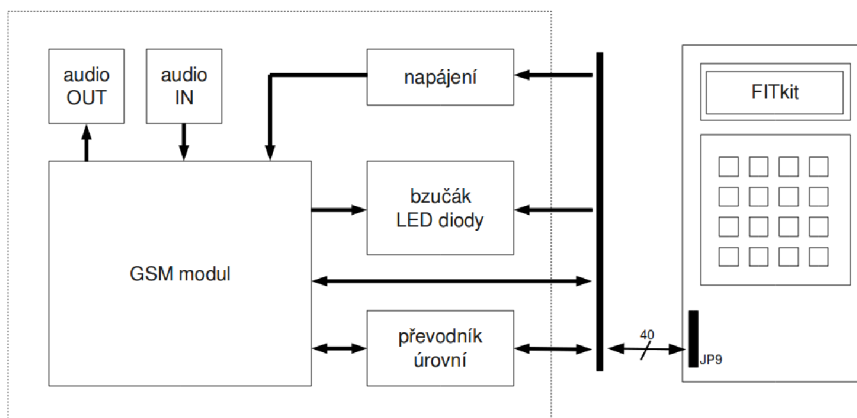 audio
OUT
audio
IN
napájení
FITkit
bzučák
LED diody
GSM modul
převodník
úrovní
40
JP9